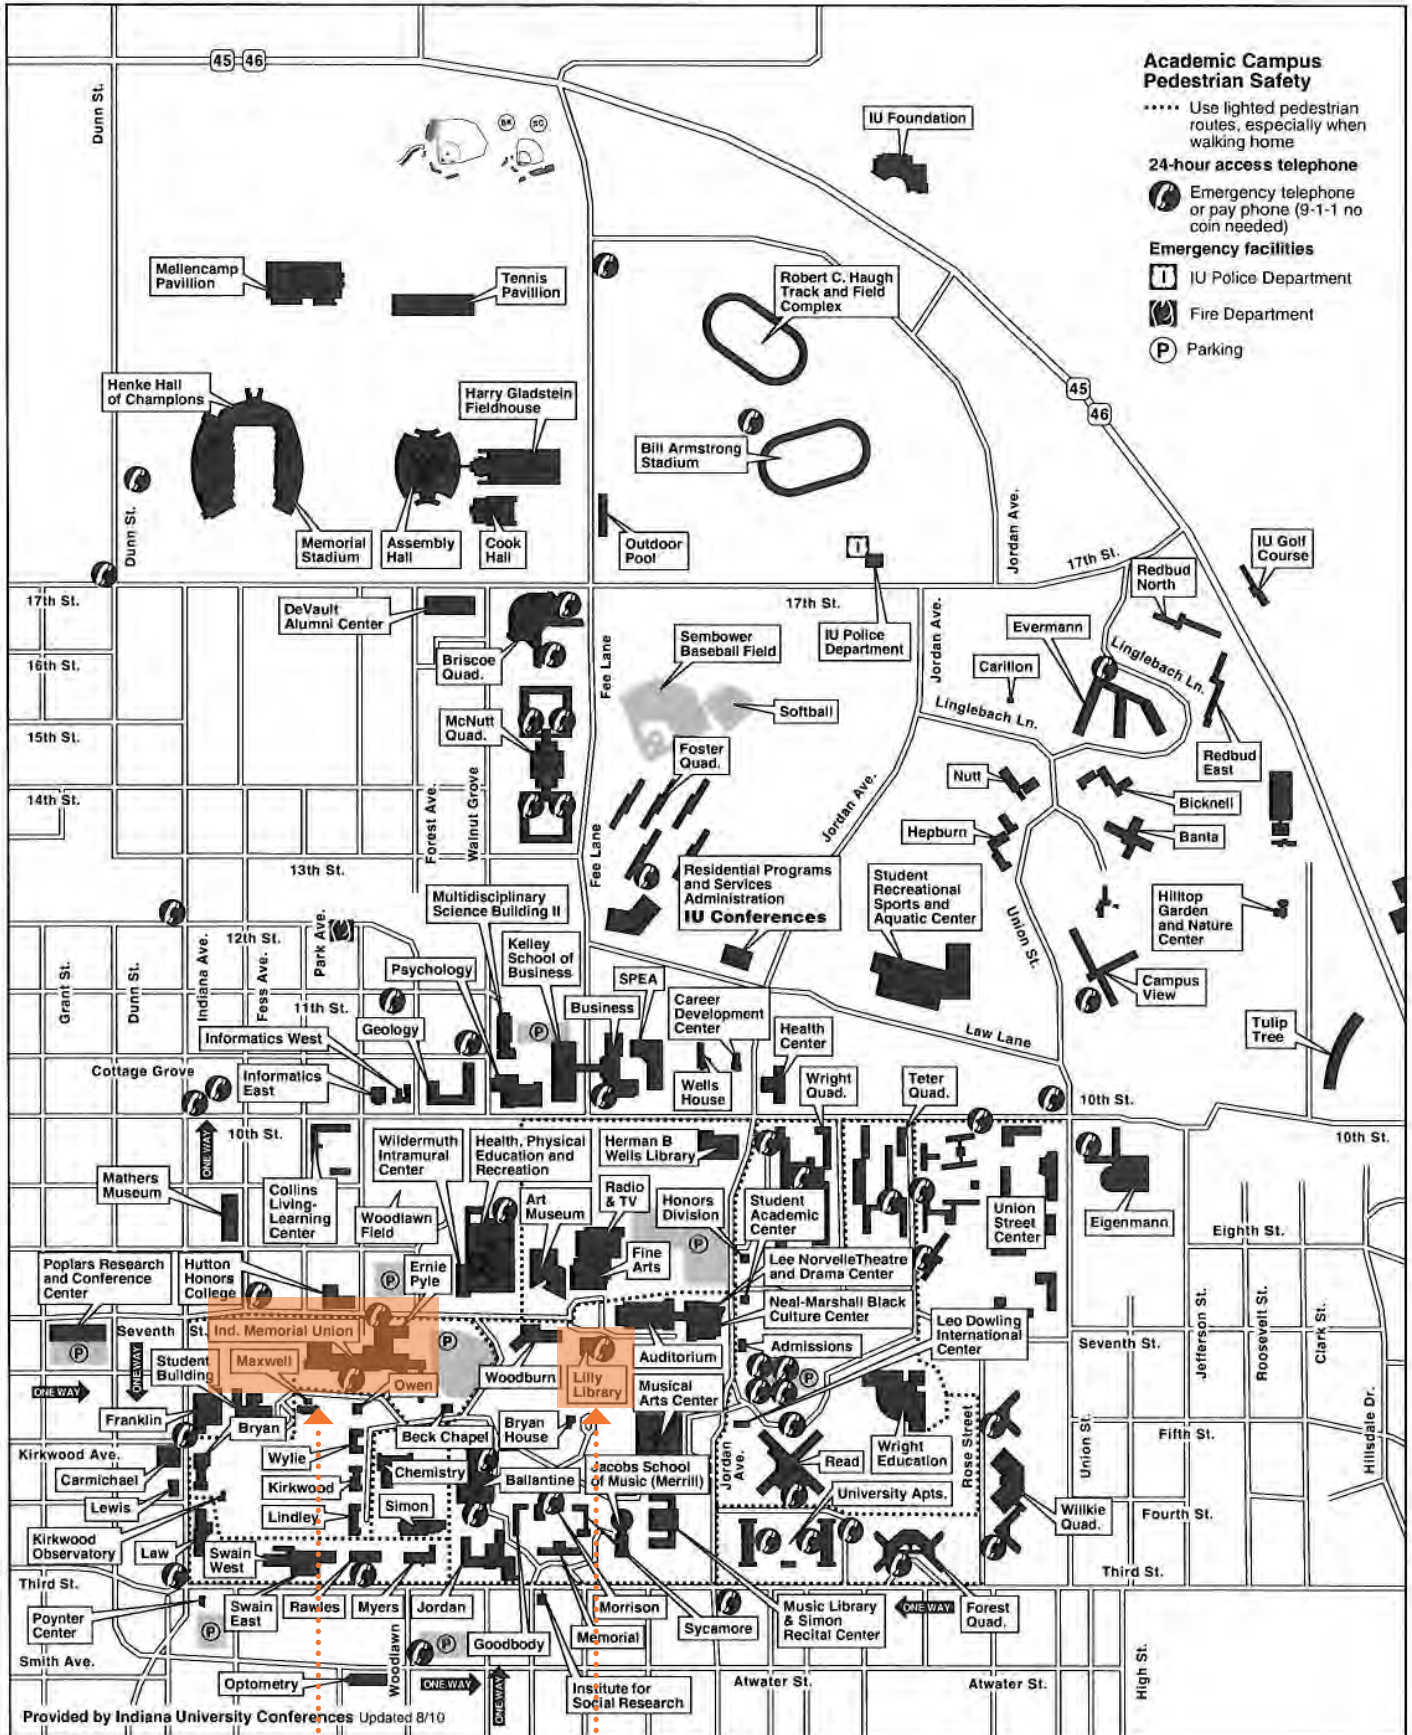 45 46
Academic Campus
Pedestrian Safety
Use lighted pedestrian
routes, especially when
walking home
24-hour access telephone
Emergency telephone
or pay phone (9-1-1 no
coin needed)
Emergency facilities
I IU Police Department
Fire Department
P Parking
Dunn St.
BK SC
IU Foundation
Mellencamp
Pavillion
Tennis
Pavillion
Robert C. Haugh
Track and Field
Complex
45
46
Henke Hall
of Champions
Harry Gladstein
Fieldhouse
Bill Armstrong
Stadium
Dunn St.
Memorial
Stadium
Assembly
Hall
Cook
Hall
Outdoor
Pool
I
Jordan Ave.
17th St.
IU Golf
Course
Redbud
North
17th St.
DeVault
Alumni Center
17th St.
IU Police
Department
Sembower
Baseball Field
Evermann
Carillon
Jordan Ave.
Linglebach Ln.
Linglebach Ln.
16th St.
Briscoe
Quad.
Fee Lane
Softball
15th St.
McNutt
Quad.
Foster
Quad.
Redbud
East
Nutt
Bicknell
14th St.
Forest Ave.
Walnut Grove
Jordan Ave.
Hepburn
Banta
13th St.
Fee Lane
Residential Programs
and Services
Administration
IU Conferences
Student
Recreational
Sports and
Aquatic Center
Multidisciplinary
Science Building II
Hilltop
Garden
and Nature
Center
Union St.
12th St.
Park Ave.
Kelley
School of
Business
Psychology
SPEA
Campus
View
Grant St.
Dunn St.
Indiana Ave.
Fess Ave.
11th St.
Geology
P
Business
Career
Development
Center
Health
Center
Law Lane
Tulip
Tree
Informatics West
Cottage Grove
Informatics
East
Wells
House
Wright
Quad.
Teter
Quad.
10th St.
10th St.
10th St.
ONE WAY
Wildermuth
Intramural
Center
Health, Physical
Education and
Recreation
Herman B
Wells Library
Mathers
Museum
Collins
Living-
Learning
Center
Woodlawn
Field
Art
Museum
Radio
& TV
Honors
Division
Student
Academic
Center
Union
Street
Center
Eigenmann
Eighth St.
P
Fine
Arts
Poplars Research
and Conference
Center
Hutton
Honors
College
P
Ernie
Pyle
Lee Norvelle Theatre
and Drama Center
Neal-Marshall Black
Culture Center
Leo Dowling
International
Center
Jefferson St.
Roosevelt St.
Clark St.
Seventh St.
Ind. Memorial Union
P
P
Seventh St.
Admissions
Auditorium
Student
Building
Maxwell
Woodburn
Lilly
Library
ONE WAY
ONE WAY
Owen
Musical
Arts Center
P
Franklin
Bryan
Beck Chapel
Bryan
House
Hillsdale Dr.
Kirkwood Ave.
Wylie
Wright
Education
Rose Street
Union St.
Fifth St.
Jordan
Ave.
Read
Carmichael
Chemistry
Ballantine
Jacobs School
of Music (Merrill)
Lewis
Kirkwood
University Apts.
Simon
Lindley
Willkie
Quad.
Fourth St.
Kirkwood
Observatory
Law
Swain
West
Third St.
Third St.
Poynter
Center
P
Swain
East
Rawles
Myers
Jordan
Morrison
Music Library
& Simon
Recital Center
ONE WAY
Forest
Quad.
Sycamore
Memorial
Goodbody
P
Woodlawn
Smith Ave.
Optometry
ONE WAY
ONE WAY
Institute for
Social Research
Atwater St.
Atwater St.
High St.
Provided by Indiana University Conferences Updated 8/10